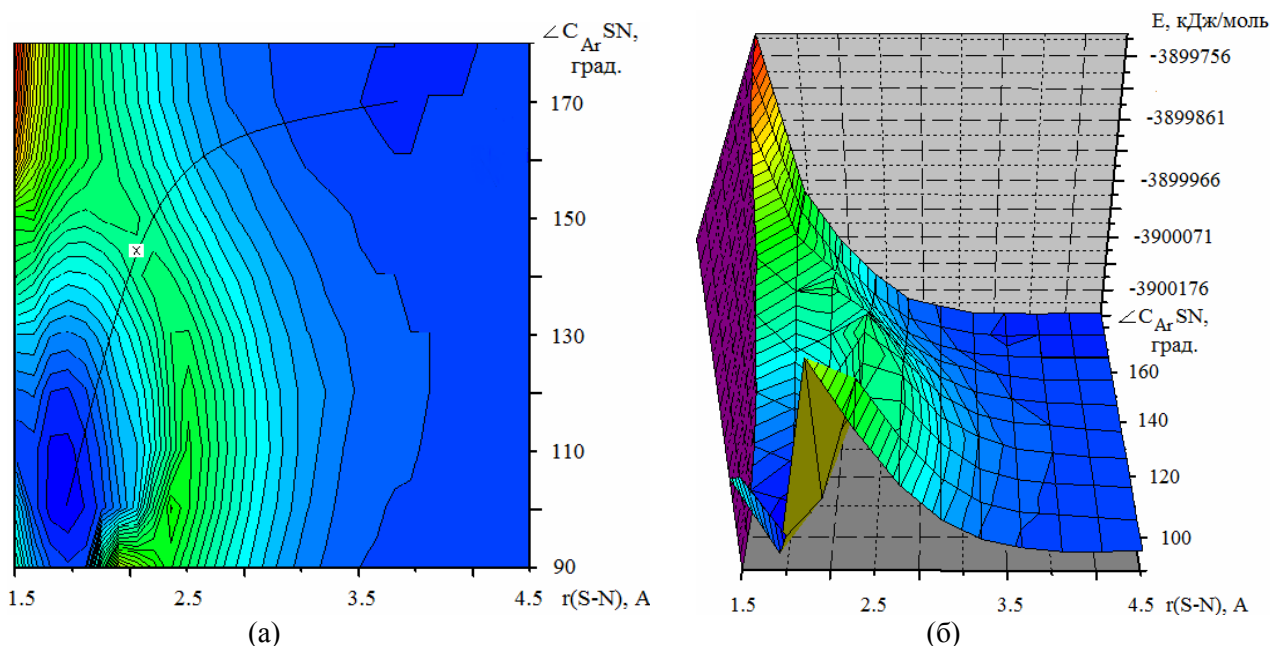 ∠C_Ar SN,
град.
170
150
130
110
90
1.5
2.5
3.5
4.5
r(S-N), A
x
(а)
E, кДж/моль
-3899756
-3899861
-3899966
-3900071
-3900176
∠C_Ar SN,
град.
160
140
120
100
1.5
2.5
3.5
4.5
r(S-N), A
(б)